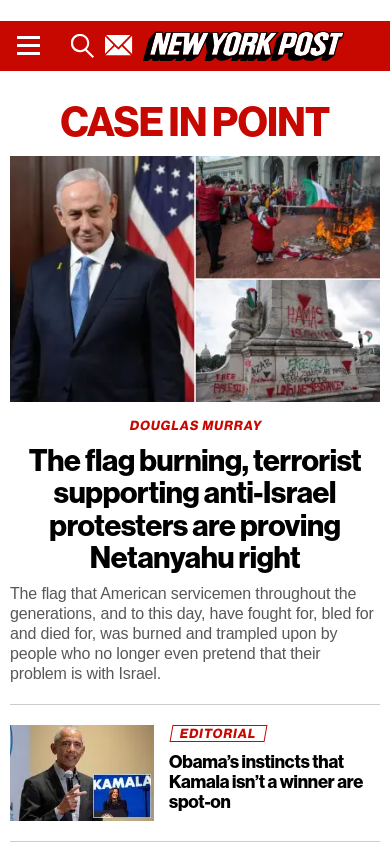 NEW YORK POST
CASE IN POINT
HAMAS
FREE
GAZA
DOUGLAS MURRAY
The flag burning, terrorist
supporting anti-Israel
protesters are proving
Netanyahu right
The flag that American servicemen throughout the
generations, and to this day, have fought for, bled for
and died for, was burned and trampled upon by
people who no longer even pretend that their
problem is with Israel.
KAMALA
EDITORIAL
Obama’s instincts that
Kamala isn’t a winner are
spot-on